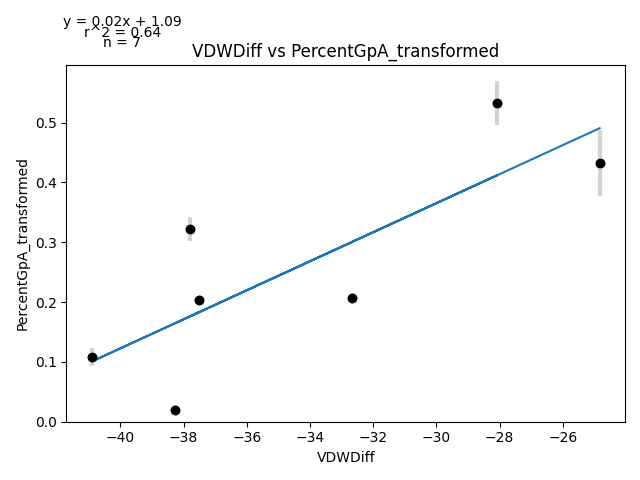 y = 0.02x + 1.09
r^2 = 0.64
n = 7
VDWDiff vs PercentGpA_transformed
PercentGpA_transformed
0.5
0.4
0.3
0.2
0.1
0.0
−40
−38
−36
−34
−32
−30
−28
−26
VDWDiff